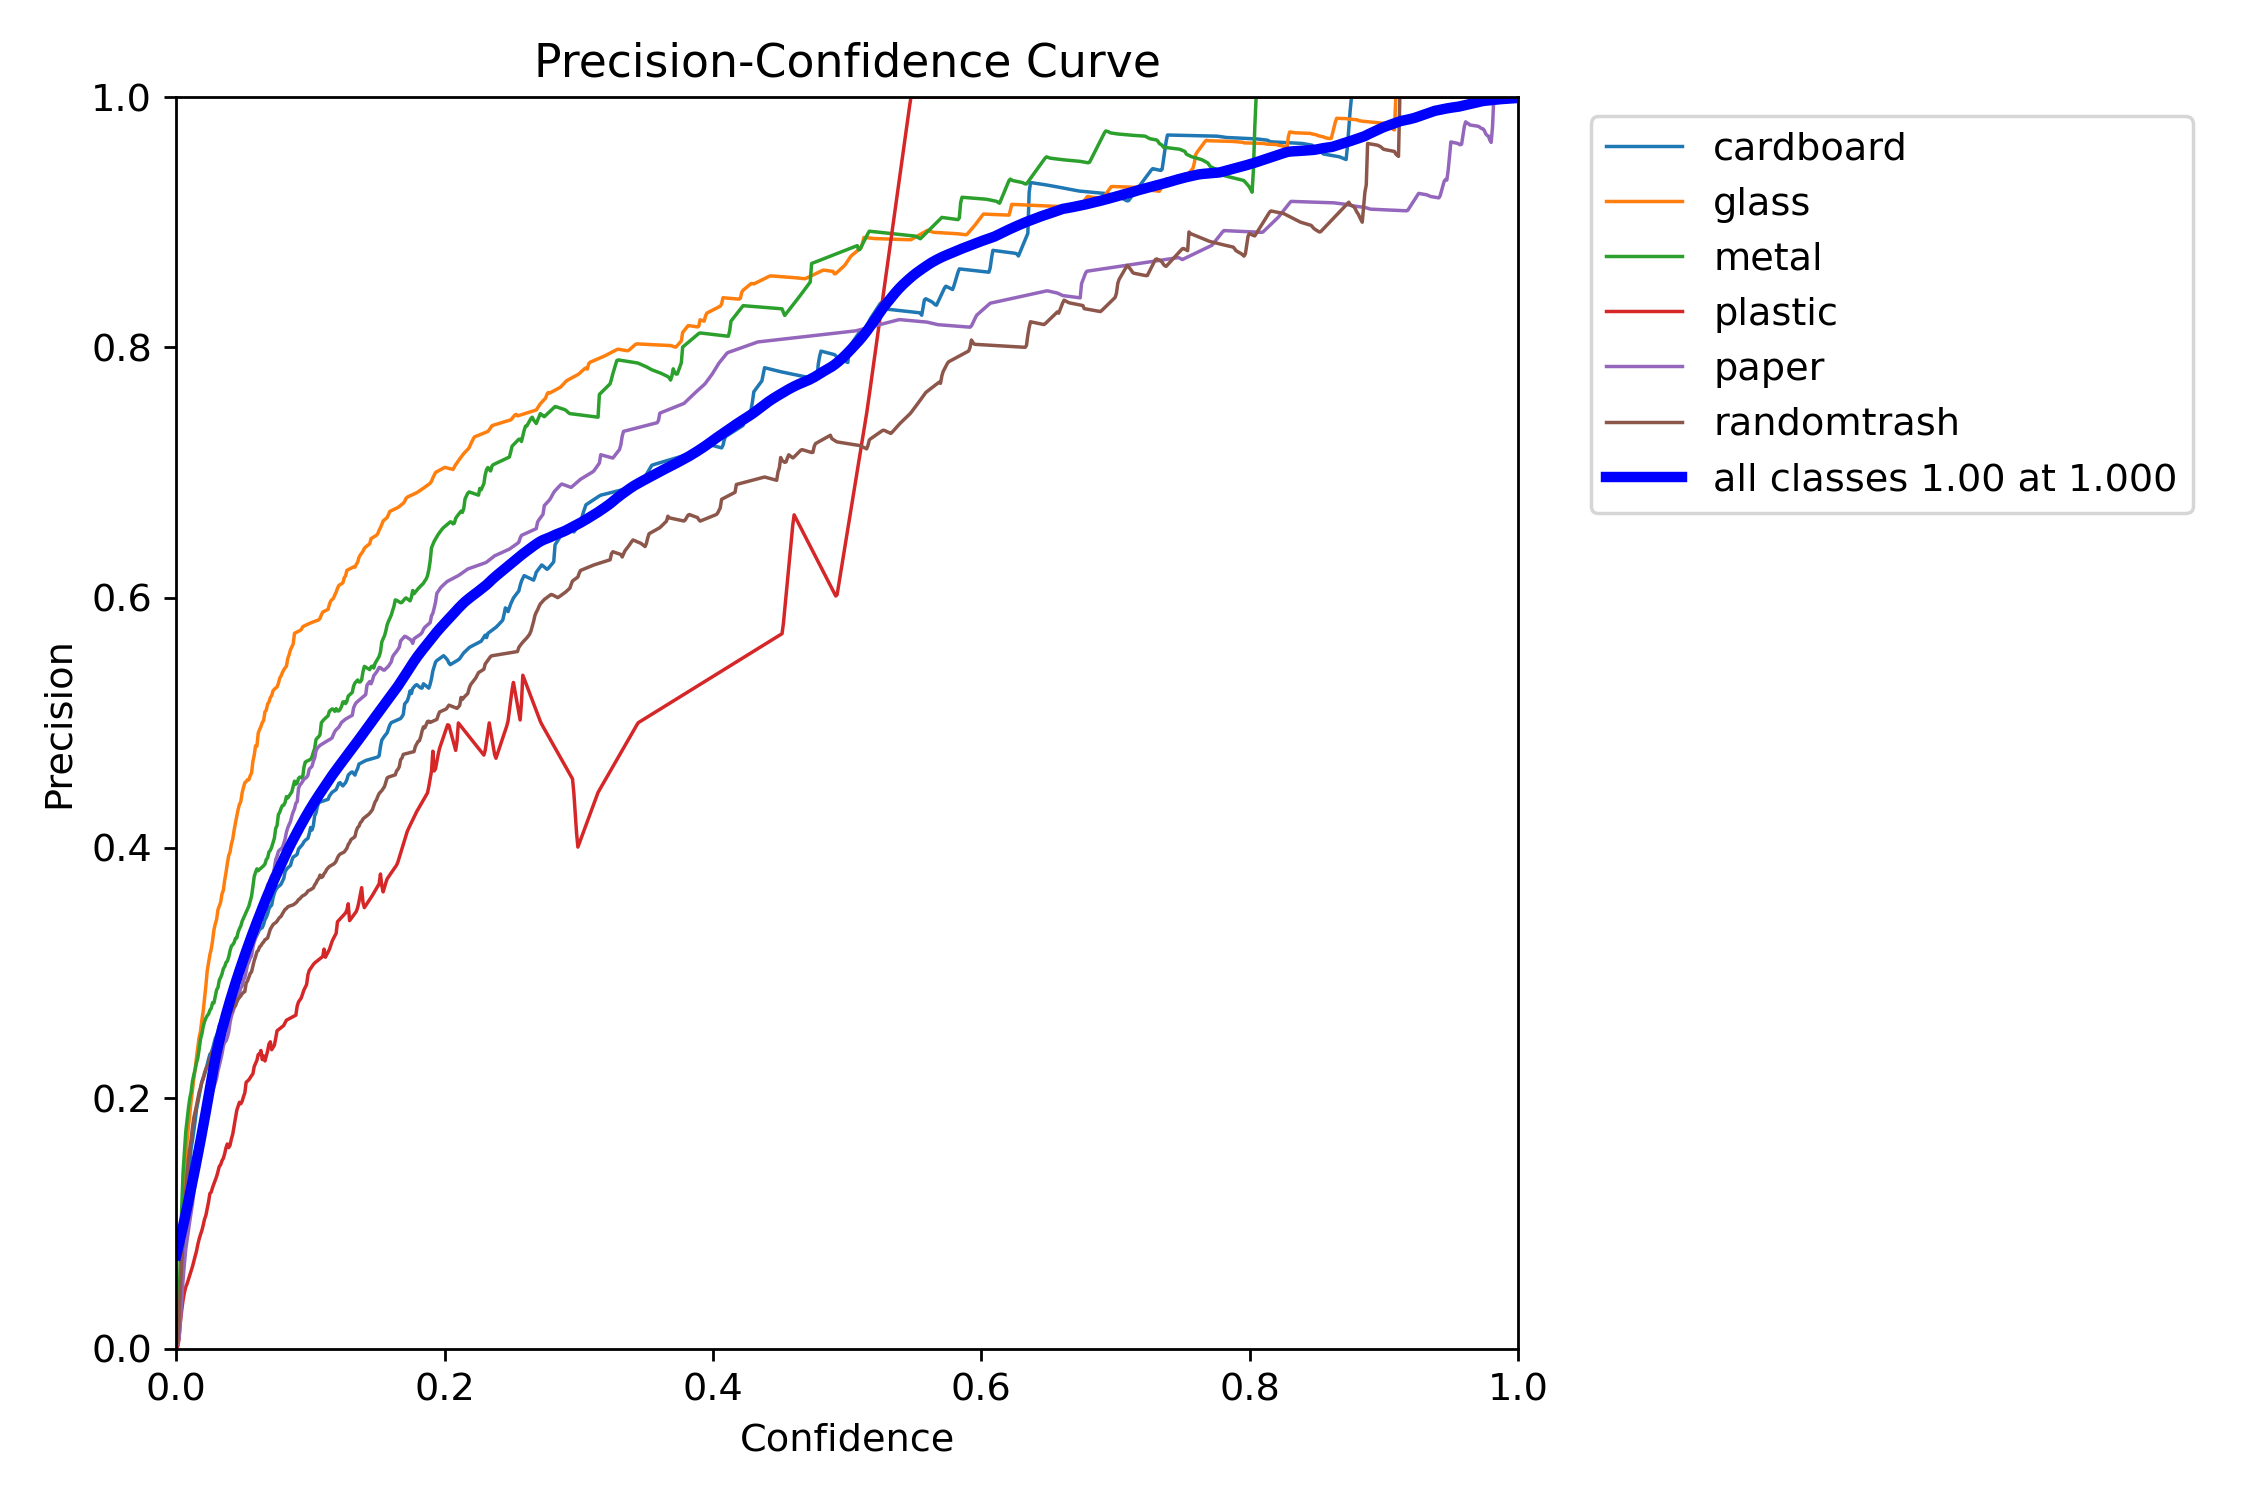 Precision-Confidence Curve
1.0
0.8
0.6
0.4
0.2
0.0
Precision
0.0 0.2 0.4 0.6 0.8 1.0
Confidence
cardboard
glass
metal
plastic
paper
randomtrash
all classes 1.00 at 1.000